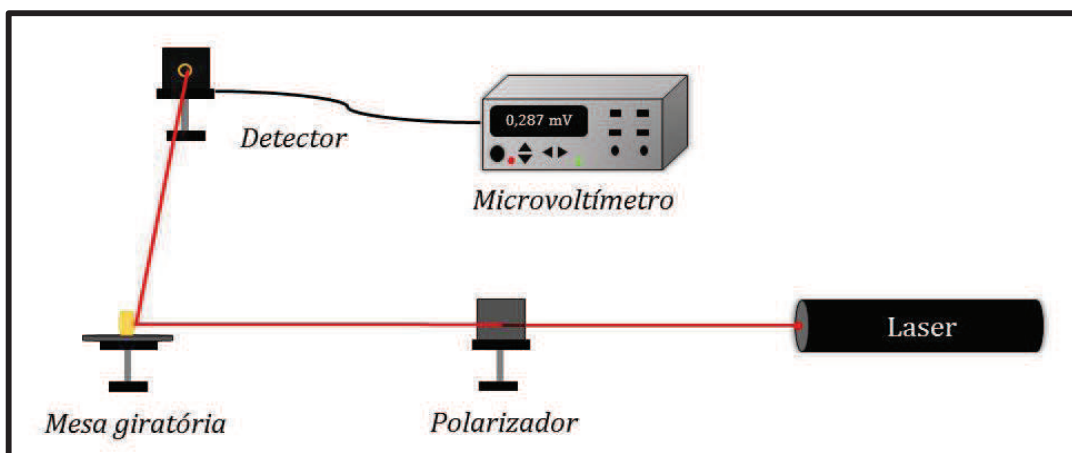 0,287 mV
Detector
Microvoltímetro
Laser
Mesa giratória
Polarizador